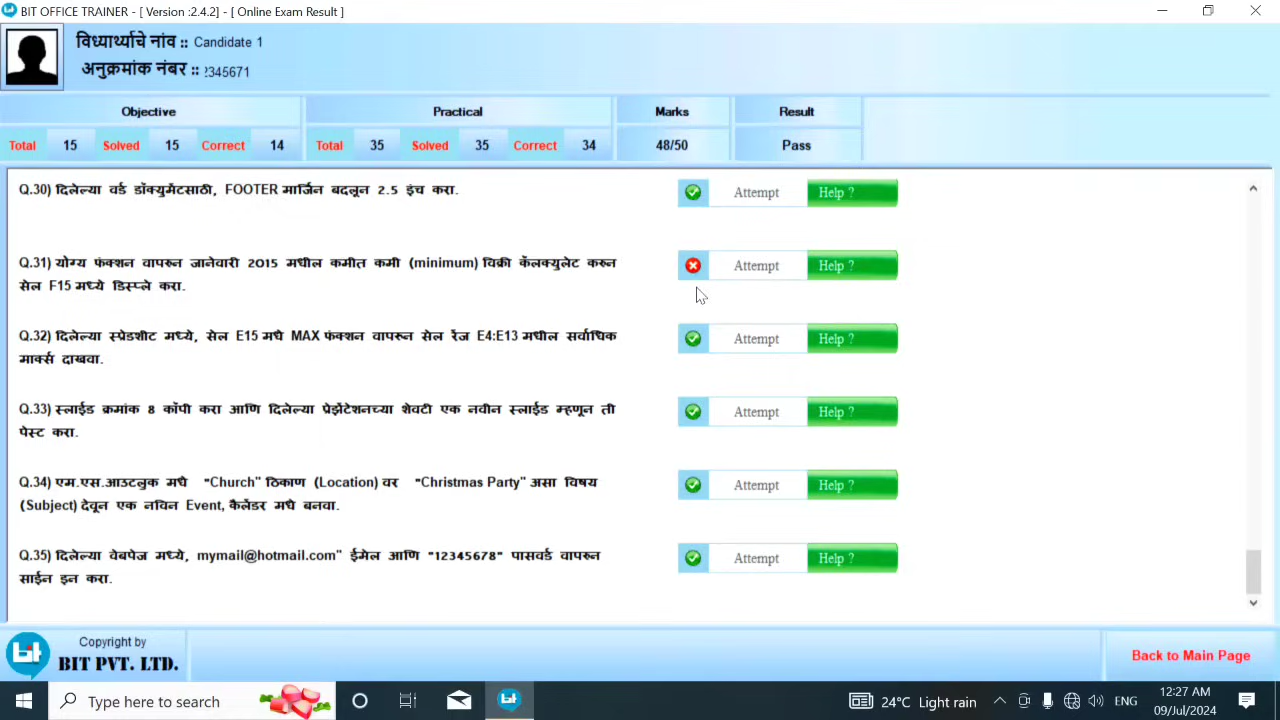 BIT OFFICE TRAINER - [ Version :2.4.2] - [ Online Exam Result ]
विध्यार्थ्याचे नांव :: Candidate 1
अनुक्रमांक नंबर :: 2345671
Objective Practical Marks Result
Total 15 Solved 15 Correct 14 Total 35 Solved 35 Correct 34 48/50 Pass
Q.30) दिलेल्या वर्ड डॉक्युमेंटसाठी, FOOTER मार्जिन बदलून 2.5 इंच करा. Attempt Help ?
Q.31) योग्य फंक्शन वापरुन जानेवारी 2015 मधील कमीत कमी (minimum) विक्री कॅलक्युलेट करुन Attempt Help ?
सेल F15 मध्ये डिस्प्ले करा.
Q.32) दिलेल्या स्प्रेडशीट मध्ये, सेल E15 मधे MAX फंक्शन वापरून सेल रेंज E4:E13 मधील सर्वाधिक Attempt Help ?
मार्क्स दाखवा.
Q.33) स्लाईड क्रमांक 8 कॉपी करा आणि दिलेल्या प्रेझेंटेशनच्या शेवटी एक नवीन स्लाईड म्हणून ती Attempt Help ?
पेस्ट करा.
Q.34) एम.एस.आउटलुक मधे "Church" ठिकाण (Location) वर "Christmas Party" असा विषय Attempt Help ?
(Subject) देवून एक नविन Event, कॅलेंडर मधे बनवा.
Q.35) दिलेल्या वेबपेज मध्ये, mymail@hotmail.com" ईमेल आणि "12345678" पासवर्ड वापरून Attempt Help ?
साईन इन करा.
Copyright by
BIT PVT. LTD.
Back to Main Page
Type here to search
24°C Light rain
ENG
12:27 AM
09/Jul/2024